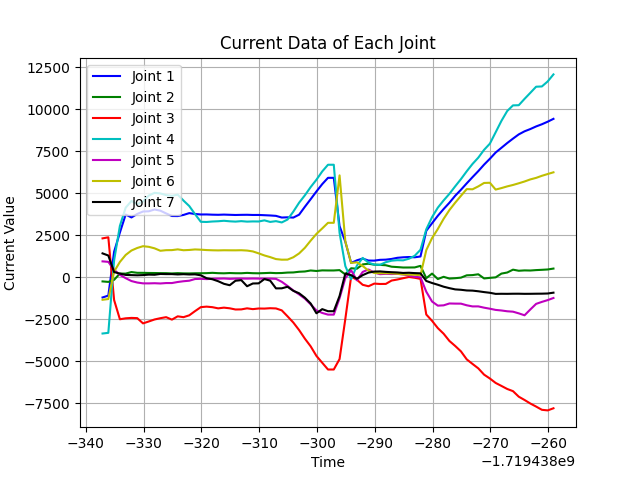 Current Data of Each Joint
12500
10000
7500
5000
2500
0
−2500
−5000
−7500
Current Value
Joint 1
Joint 2
Joint 3
Joint 4
Joint 5
Joint 6
Joint 7
−340 −330 −320 −310 −300 −290 −280 −270 −260
Time
−1.719438e9